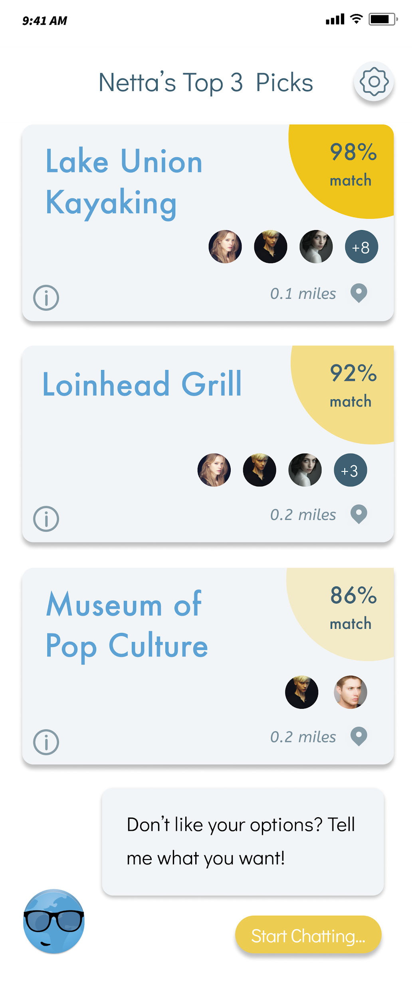 9:41 AM
Netta’s Top 3 Picks
Lake Union
Kayaking
98%
match
+8
0.1 miles
Loinhead Grill
92%
match
+3
0.2 miles
Museum of
Pop Culture
86%
match
0.2 miles
Don’t like your options? Tell
me what you want!
Start Chatting...